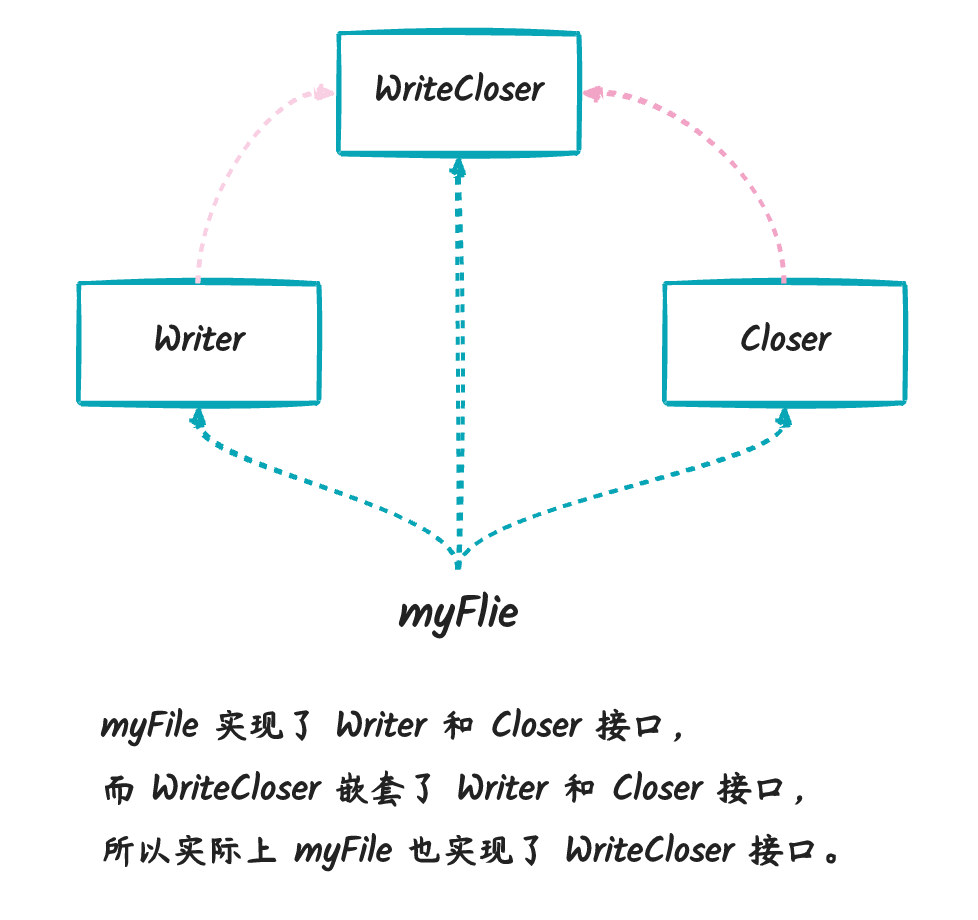 WriteCloser
Writer
Closer
myFlie
myFile 实现了 Writer 和 Closer 接口，
而 WriteCloser 嵌套了 Writer 和 Closer 接口，
所以实际上 myFile 也实现了 WriteCloser 接口。